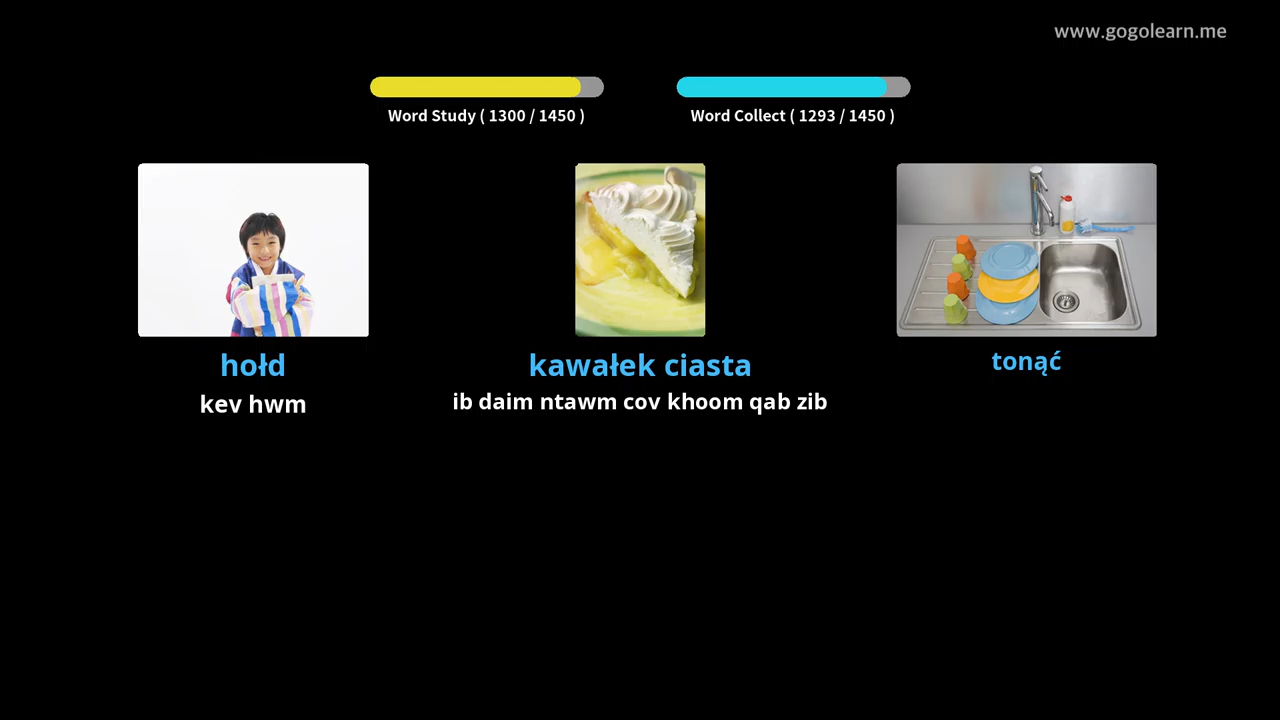 www.gogolearn.me
Word Study ( 1300 / 1450 )
Word Collect ( 1293 / 1450 )
hołd
kev hwm
kawałek ciasta
ib daim ntawm cov khoom qab zib
tonąć